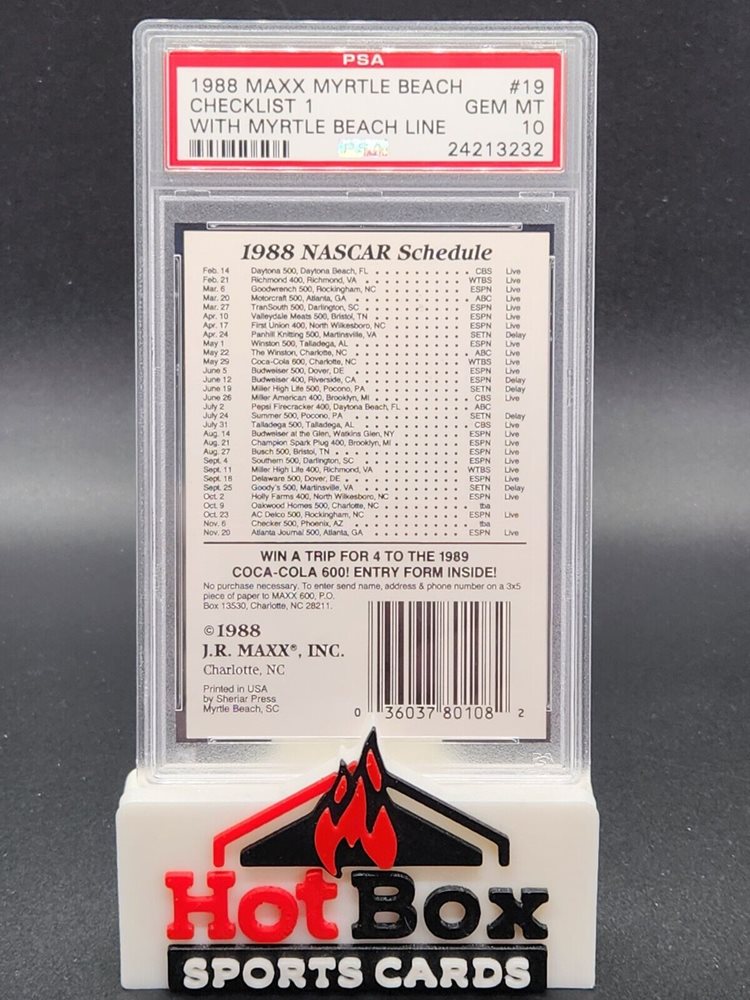 PSA
1988 MAXX MYRTLE BEACH #19
CHECKLIST 1 GEM MT
WITH MYRTLE BEACH LINE 10
24213232
1988 NASCAR Schedule
Feb. 14 Daytona 500, Daytona Beach, FL CBS Live
Feb. 21 Richmond 400, Richmond, VA WTBS Live
Mar. 6 Goodwrench 500, Rockingham, NC ESPN Live
Mar. 20 Motorcraft 500, Atlanta, GA ABC Live
Mar. 27 TranSouth 500, Darlington, SC ESPN Live
Apr. 10 Valleydale Meats 500, Bristol, TN ESPN Live
Apr. 17 First Union 400, North Wilkesboro, NC ESPN Live
Apr. 24 Panhill Knitting 500, Martinsville, VA SETN Delay
May 1 Winston 500, Talladega, AL ESPN Live
May 22 The Winston, Charlotte, NC ABC Live
May 29 Coca-Cola 600, Charlotte, NC WTBS Live
June 5 Budweiser 500, Dover, DE ESPN Live
June 12 Budweiser 400, Riverside, CA ESPN Delay
June 19 Miller High Life 500, Pocono, PA SETN Delay
June 26 Miller American 400, Brooklyn, MI CBS Live
July 2 Pepsi Firecracker 400, Daytona Beach, FL ABC
July 24 Summer 500, Pocono, PA SETN Delay
July 31 Talladega 500, Talladega, AL CBS Live
Aug. 14 Budweiser at the Glen, Watkins Glen, NY ESPN Live
Aug. 21 Champion Spark Plug 400, Brooklyn, MI ESPN Live
Aug. 27 Busch 500, Bristol, TN ESPN Live
Sept. 4 Southern 500, Darlington, SC ESPN Live
Sept. 11 Miller High Life 400, Richmond, VA WTBS Live
Sept. 18 Delaware 500, Dover, DE ESPN Live
Sept. 25 Goody's 500, Martinsville, VA SETN Delay
Oct. 2 Holly Farms 400, North Wilkesboro, NC ESPN Live
Oct. 9 Oakwood Homes 500, Charlotte, NC tba
Oct. 23 AC Delco 500, Rockingham, NC ESPN Live
Nov. 6 Checker 500, Phoenix, AZ tba
Nov. 20 Atlanta Journal 500, Atlanta, GA ESPN Live
WIN A TRIP FOR 4 TO THE 1989
COCA-COLA 600! ENTRY FORM INSIDE!
No purchase necessary. To enter send name, address & phone number on a 3x5
piece of paper to MAXX 600, P.O.
Box 13530, Charlotte, NC 28211.
©1988
J.R. MAXX®, INC.
Charlotte, NC
Printed in USA
by Sheriar Press
Myrtle Beach, SC
0 36037 80108 2
HotBox
SPORTS CARDS